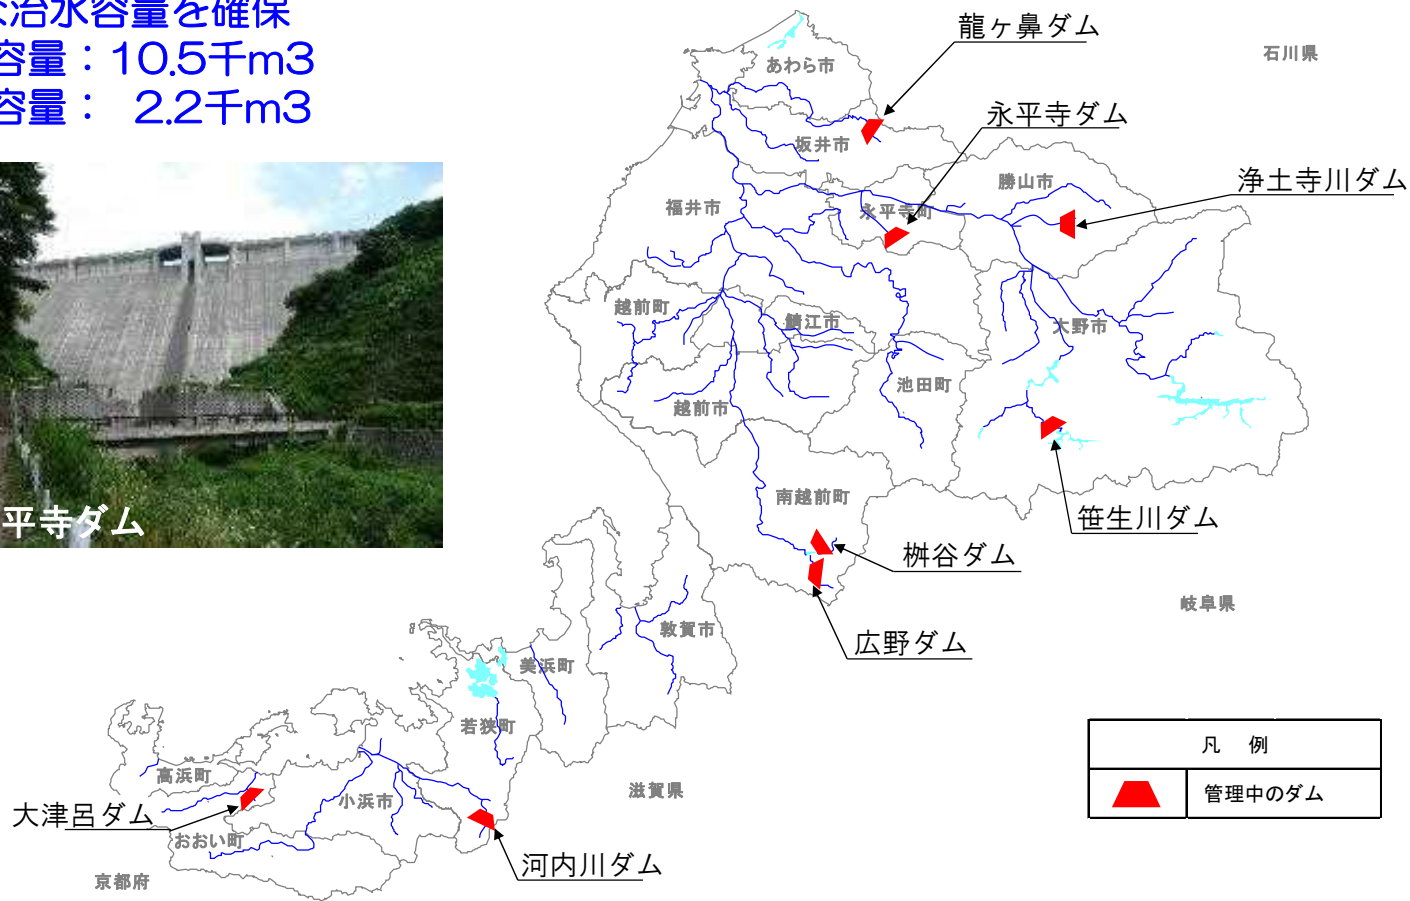 な治水容量を確保
容量：10.5千m3
容量：　2.2千m3
平寺ダム
龍ヶ鼻ダム
石川県
あわら市
永平寺ダム
坂井市
勝山市
浄土寺川ダム
福井市
永平寺町
越前町
鯖江市
大野市
池田町
越前市
南越前町
笹生川ダム
桝谷ダム
岐阜県
広野ダム
敦賀市
美浜町
若狭町
高浜町
滋賀県
小浜市
大津呂ダム
おおい町
河内川ダム
京都府
凡　例
管理中のダム